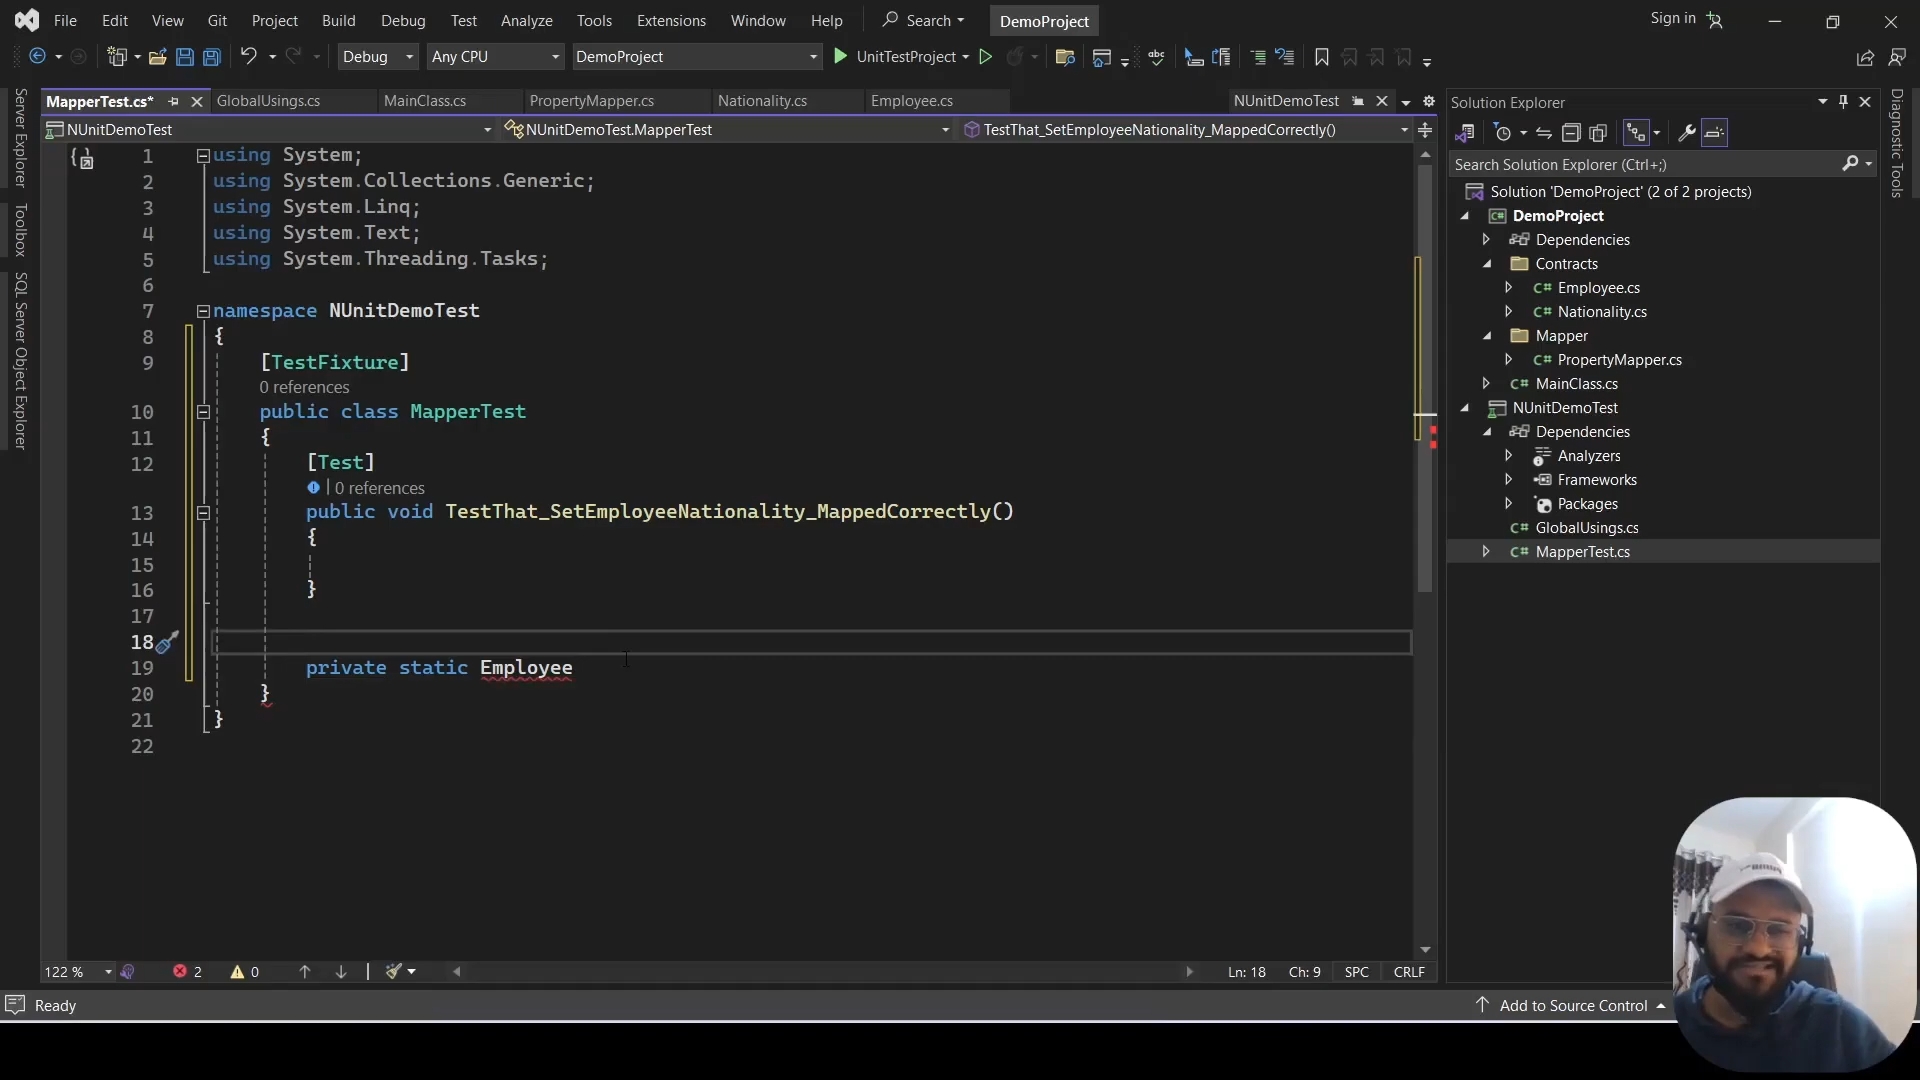 File Edit View Git Project Build Debug Test Analyze Tools Extensions Window Help Search DemoProject Sign in
Debug Any CPU DemoProject UnitTestProject
MapperTest.cs* GlobalUsings.cs MainClass.cs PropertyMapper.cs Nationality.cs Employee.cs NUnitDemoTest
NUnitDemoTest NUnitDemoTest.MapperTest TestThat_SetEmployeeNationality_MappedCorrectly()
Server Explorer
Toolbox
SQL Server Object Explorer
1 using System;
2 using System.Collections.Generic;
3 using System.Linq;
4 using System.Text;
5 using System.Threading.Tasks;
6
7 namespace NUnitDemoTest
8 {
9 [TestFixture]
0 references
10 public class MapperTest
11 {
12 [Test]
0 references
13 public void TestThat_SetEmployeeNationality_MappedCorrectly()
14 {
15
16 }
17
18
19 private static Employee
20 }
21 }
22
122 % 2 0 Ln: 18 Ch: 9 SPC CRLF
Ready Add to Source Control
Solution Explorer
Search Solution Explorer (Ctrl+;)
Solution 'DemoProject' (2 of 2 projects)
C# DemoProject
Dependencies
Contracts
C# Employee.cs
C# Nationality.cs
Mapper
C# PropertyMapper.cs
C# MainClass.cs
NUnitDemoTest
Dependencies
Analyzers
Frameworks
Packages
C# GlobalUsings.cs
C# MapperTest.cs
Diagnostic Tools